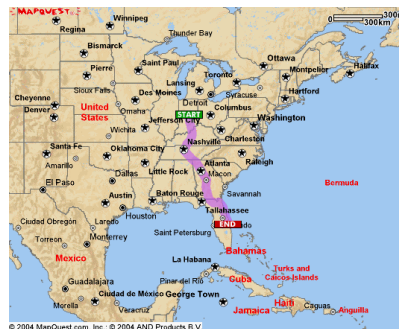 MAPQUEST.
300mi
0
300km
Winnipeg
Regina
Thunder Bay
Bismarck
Ottawa
Halifax
Pierre
Saint Paul
Montpelier
Toronto
Lansing
Sioux Falls
Syracuse
Hartford
Des Moines
Detroit
Cheyenne
Omaha
Columbus
United
States
Denver
START
Jefferson City
Washington
Wichita
Charleston
Nashville
Santa Fe
Oklahoma City
Raleigh
Amarillo
Little Rock
Atlanta
Macon
Dallas
El Paso
Bermuda
Savannah
Austin
Baton Rouge
Tallahassee
Houston
Ciudad Obregón
Laredo
END
do
Saint Petersburg
Torreon
Monterrey
Mexico
Bahamas
La Habana
Turks and
Caicos Islands
Guadalajara
Pinar del Río
Cuba
Ciudad de México
George Town
Haiti
Caguas
Morella
Veracruz
Jamaica
Anguilla
© 2004 MapQuest.com, Inc.; © 2004 AND Products B.V.